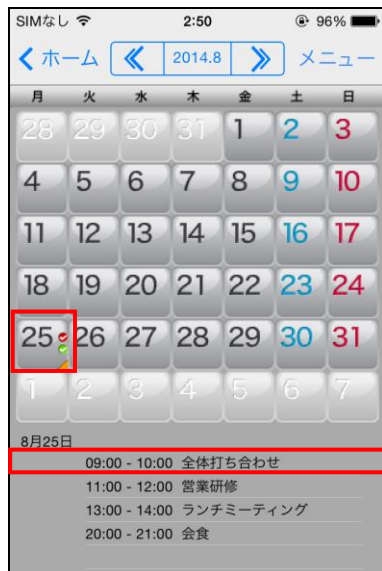 SIMなし 2:50 96%
ホーム 2014.8 メニュー
月 火 水 木 金 土 日
28 29 30 31 1 2 3
4 5 6 7 8 9 10
11 12 13 14 15 16 17
18 19 20 21 22 23 24
25 26 27 28 29 30 31
1 2 3 4 5 6 7
8月25日
09:00 - 10:00 全体打ち合わせ
11:00 - 12:00 営業研修
13:00 - 14:00 ランチミーティング
20:00 - 21:00 会食